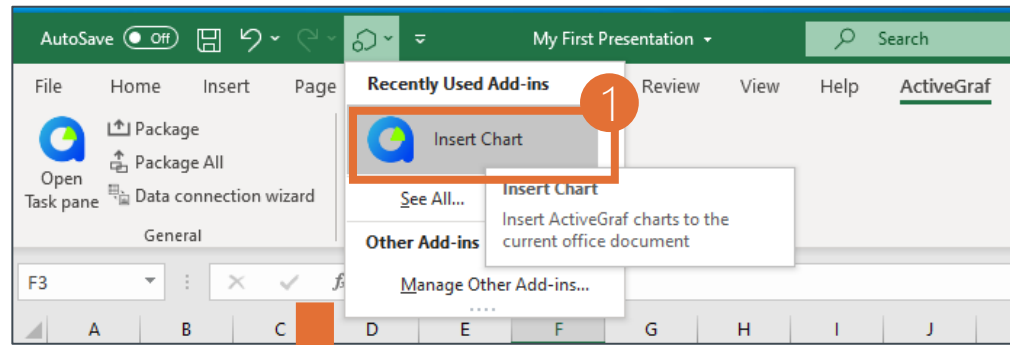 AutoSave Off My First Presentation Search
File Home Insert Page Review View Help ActiveGraf
Recently Used Add-ins
1
Insert Chart
See All...
Other Add-ins
Manage Other Add-ins...
Insert Chart
Insert ActiveGraf charts to the
current office document
Open
Task pane
Package
Package All
Data connection wizard
General
F3
A B C D E F G H I J